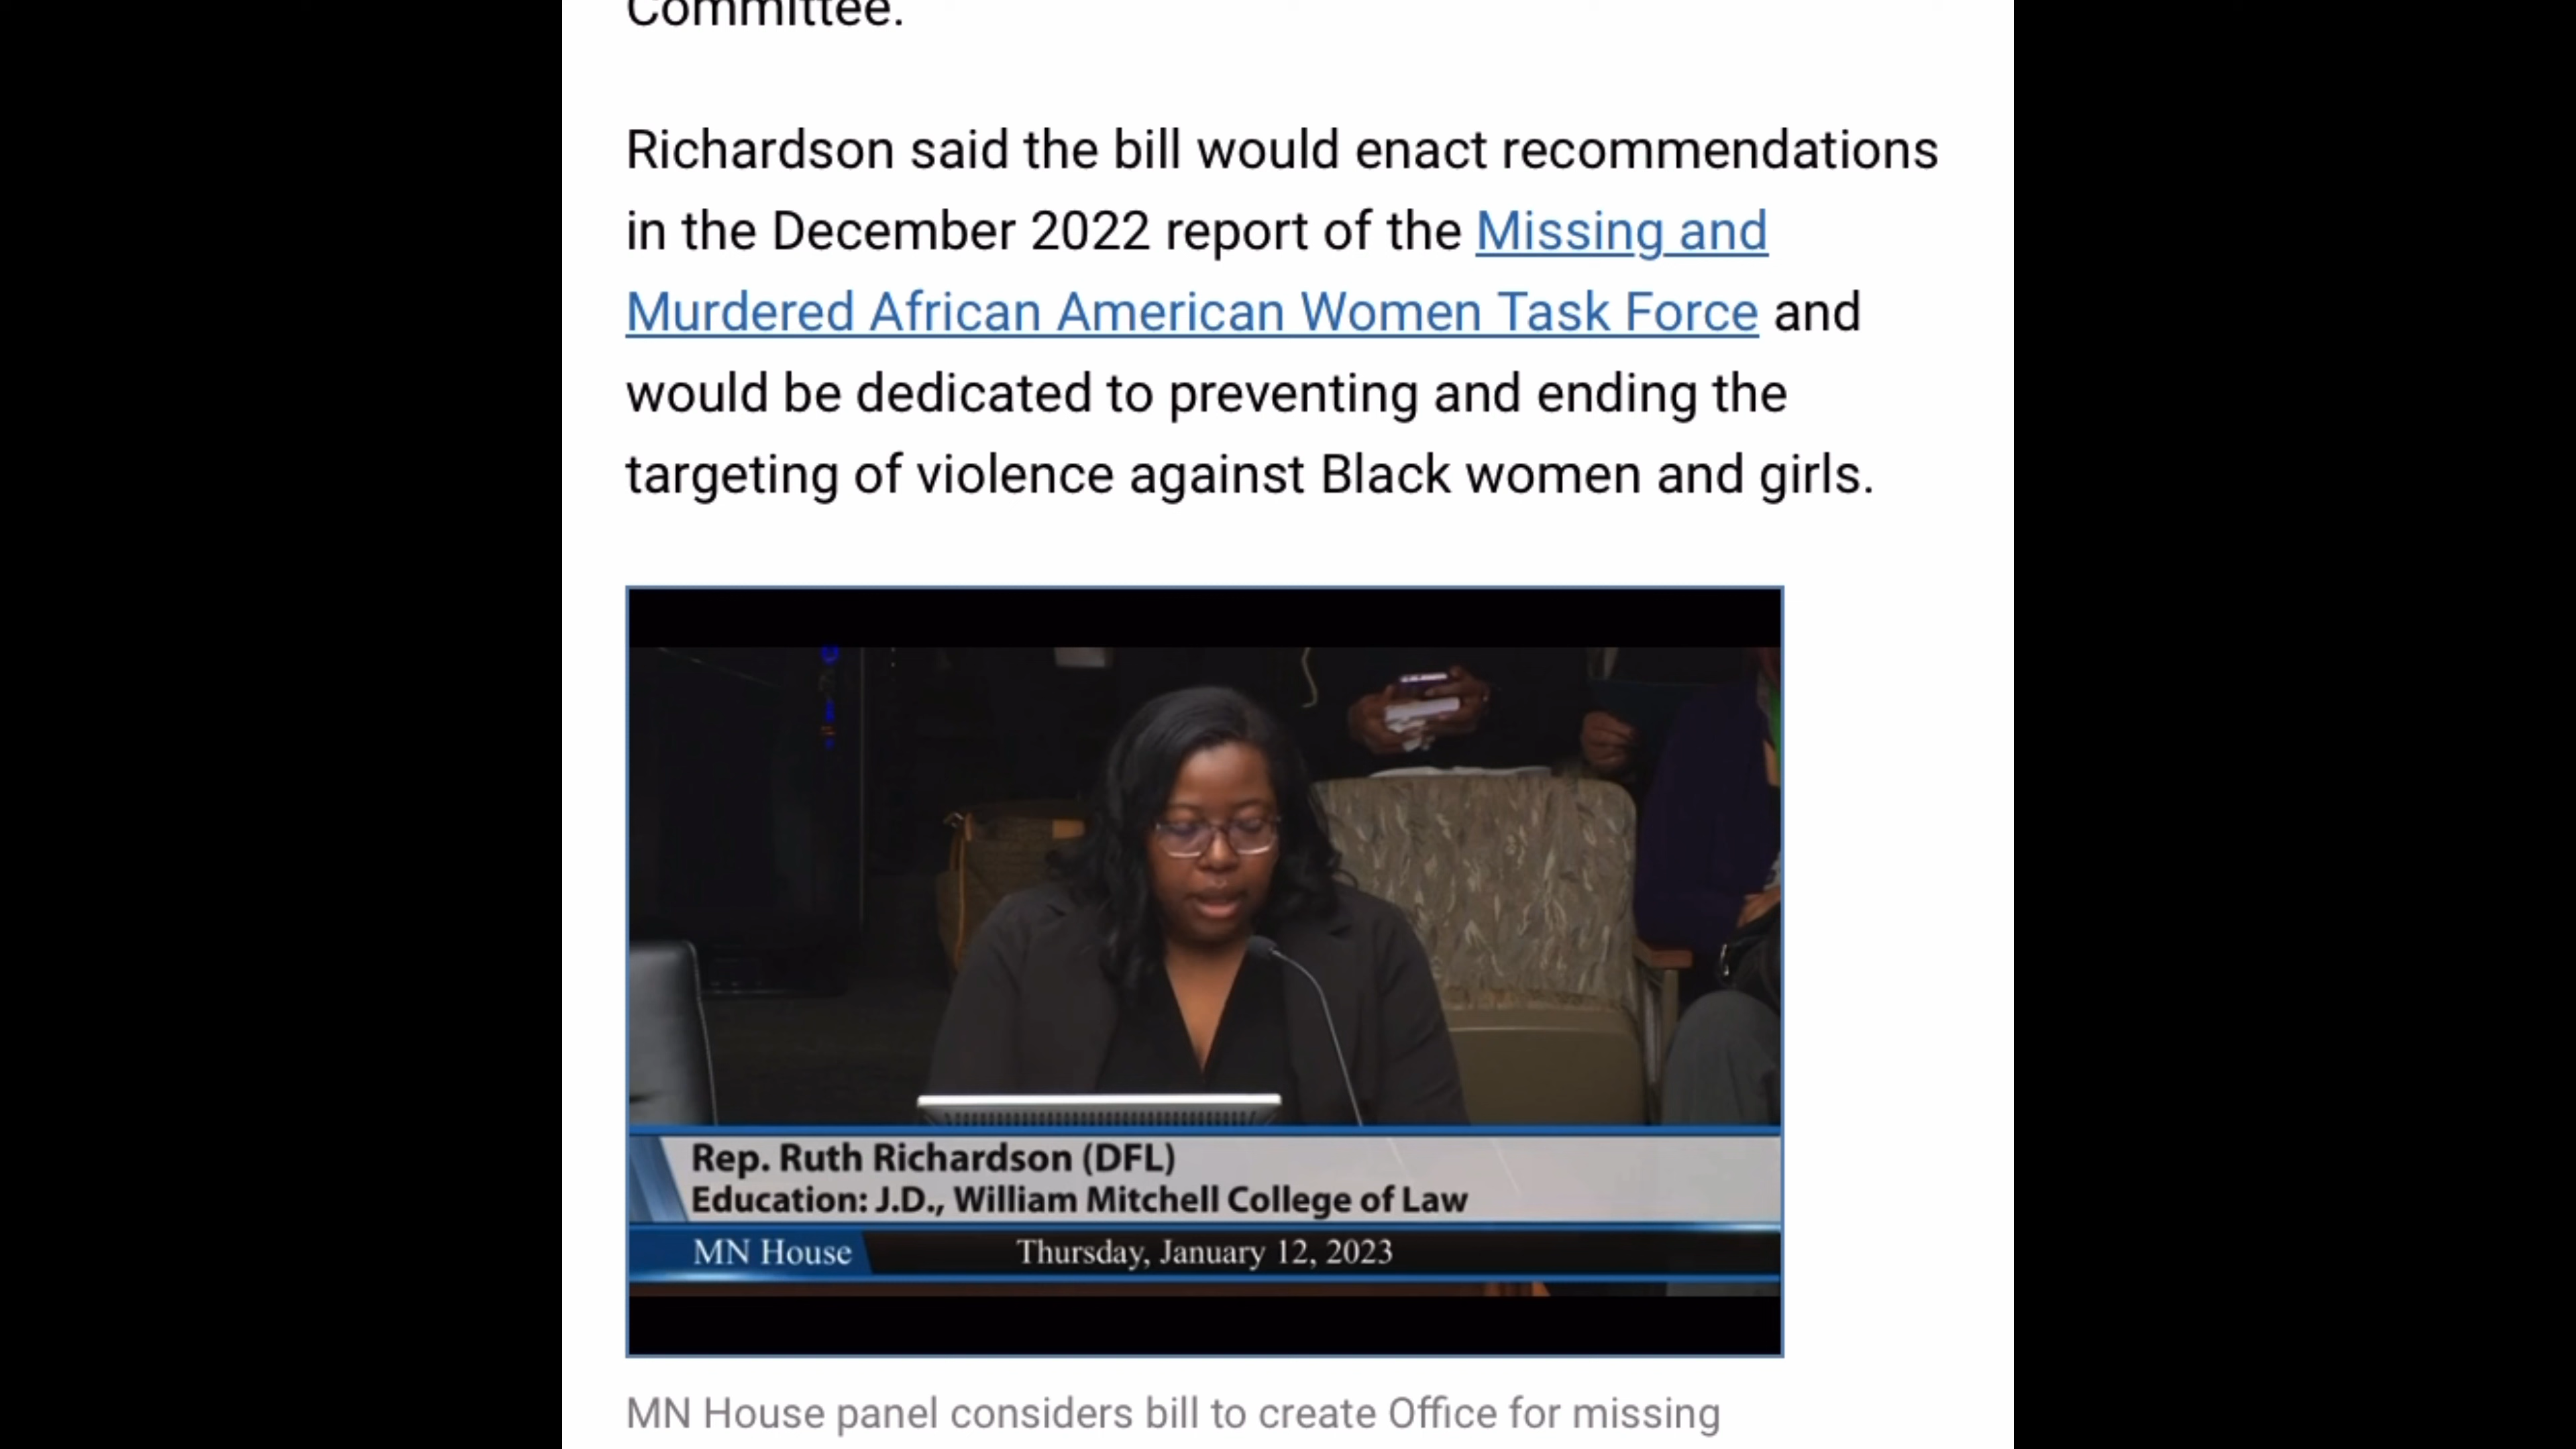 Committee.
Richardson said the bill would enact recommendations
in the December 2022 report of the Missing and
Murdered African American Women Task Force and
would be dedicated to preventing and ending the
targeting of violence against Black women and girls.
Rep. Ruth Richardson (DFL)
Education: J.D., William Mitchell College of Law
MN House
Thursday, January 12, 2023
MN House panel considers bill to create Office for missing